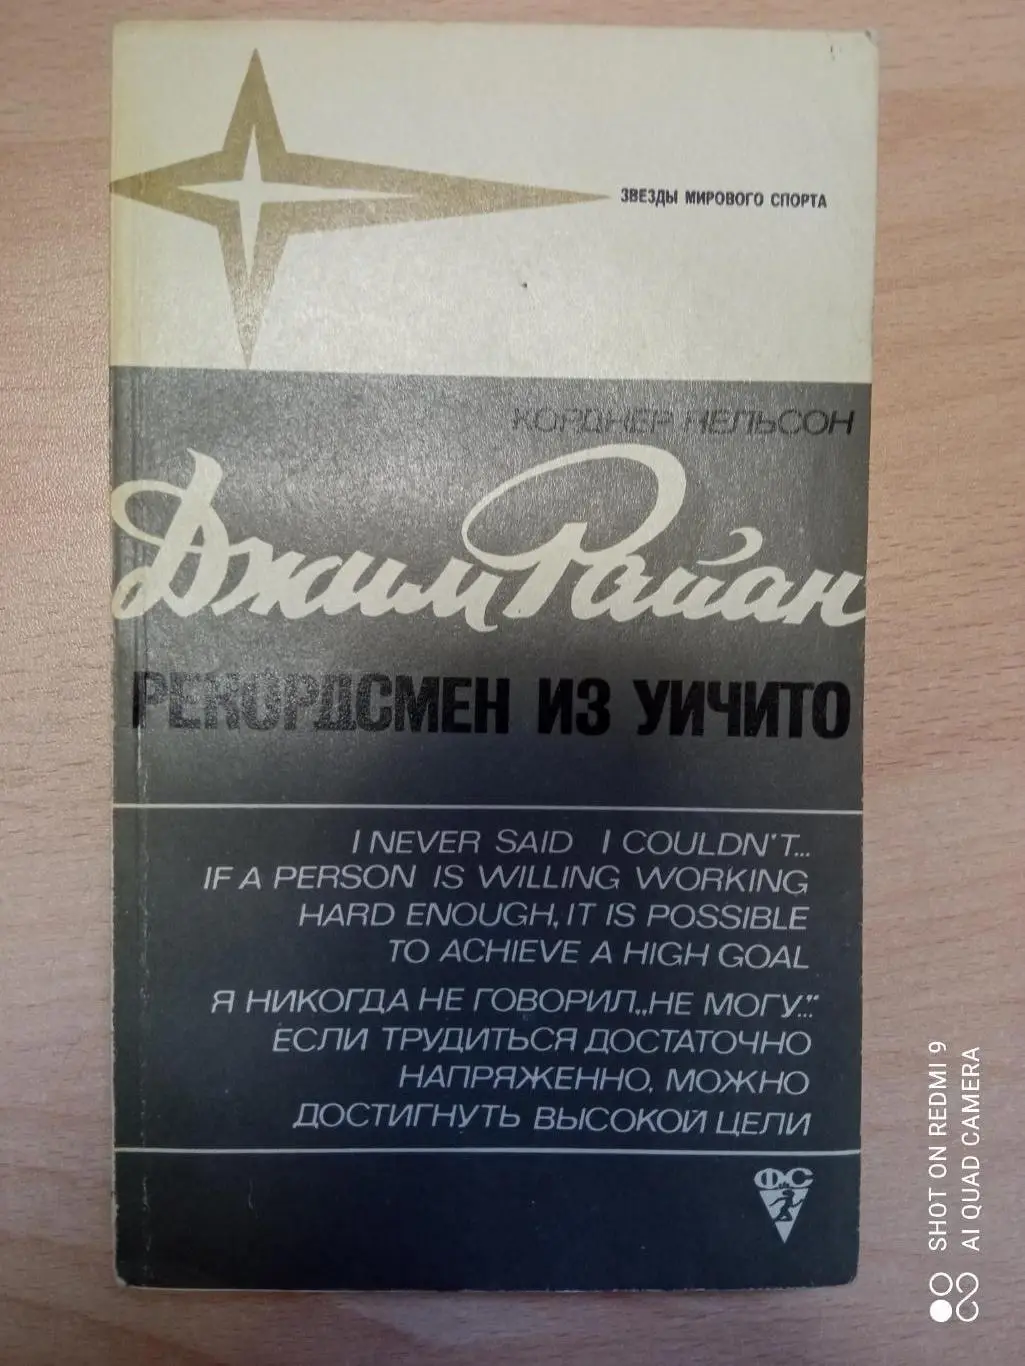 ЗВЕЗДЫ МИРОВОГО СПОРТА
КОРДНЕР НЕЛЬСОН
Джим Райан
РЕКОРДСМЕН ИЗ УИЧИТО
I NEVER SAID I COULDN'T...
IF A PERSON IS WILLING WORKING
HARD ENOUGH, IT IS POSSIBLE
TO ACHIEVE A HIGH GOAL
Я НИКОГДА НЕ ГОВОРИЛ „НЕ МОГУ..."
ЕСЛИ ТРУДИТЬСЯ ДОСТАТОЧНО
НАПРЯЖЕННО, МОЖНО
ДОСТИГНУТЬ ВЫСОКОЙ ЦЕЛИ
ФС
SHOT ON REDMI 9
AI QUAD CAMERA